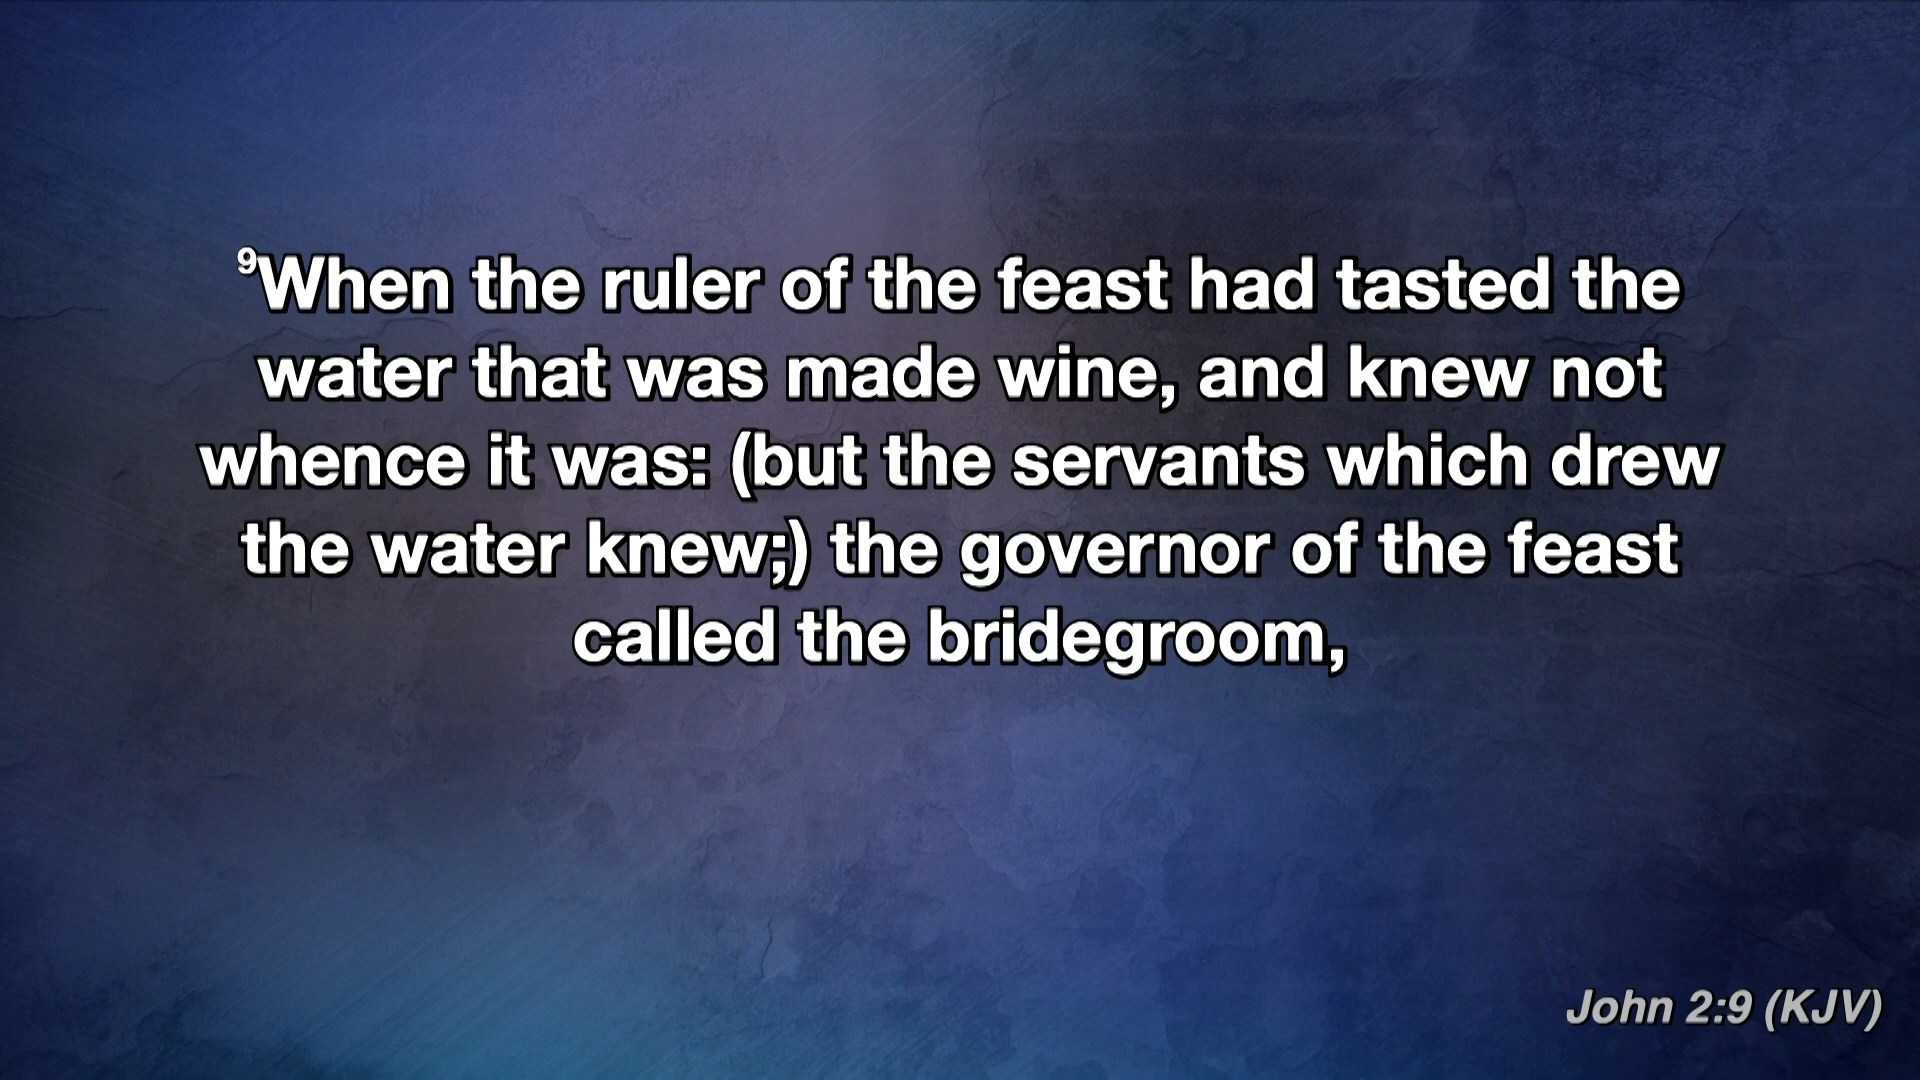 9When the ruler of the feast had tasted the
water that was made wine, and knew not
whence it was: (but the servants which drew
the water knew;) the governor of the feast
called the bridegroom,
John 2:9 (KJV)